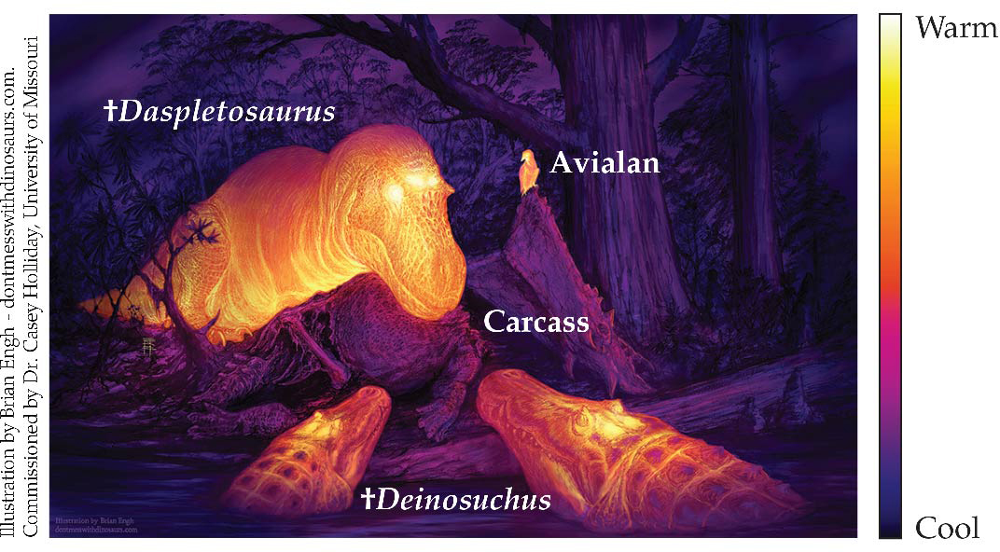 Illustration by Brian Engh - dontmesswithdinosaurs.com.
Commissioned by Dr. Casey Holliday, University of Missouri
†Daspletosaurus
Avialan
Carcass
†Deinosuchus
Illustration by Brian Engh
dontmesswithdinosaurs.com
Warm
Cool